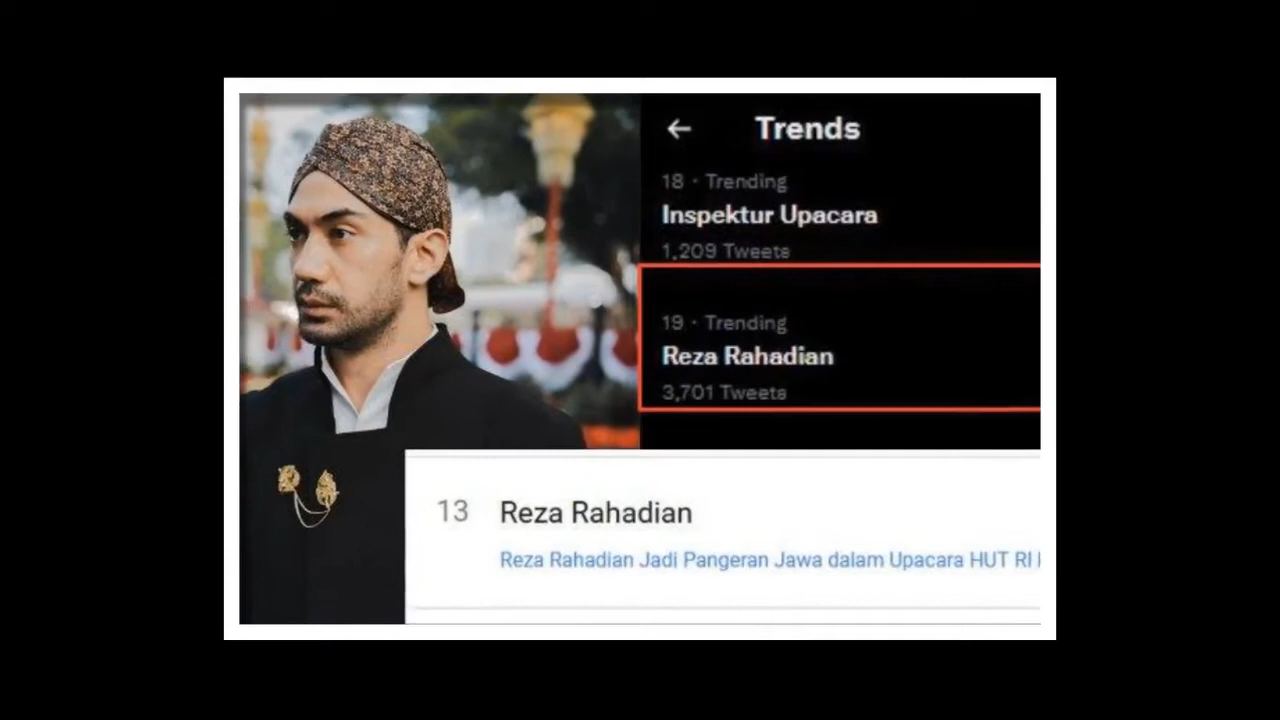 ← Trends
18 · Trending
Inspektur Upacara
1,209 Tweets
19 · Trending
Reza Rahadian
3,701 Tweets
13 Reza Rahadian
Reza Rahadian Jadi Pangeran Jawa dalam Upacara HUT RI